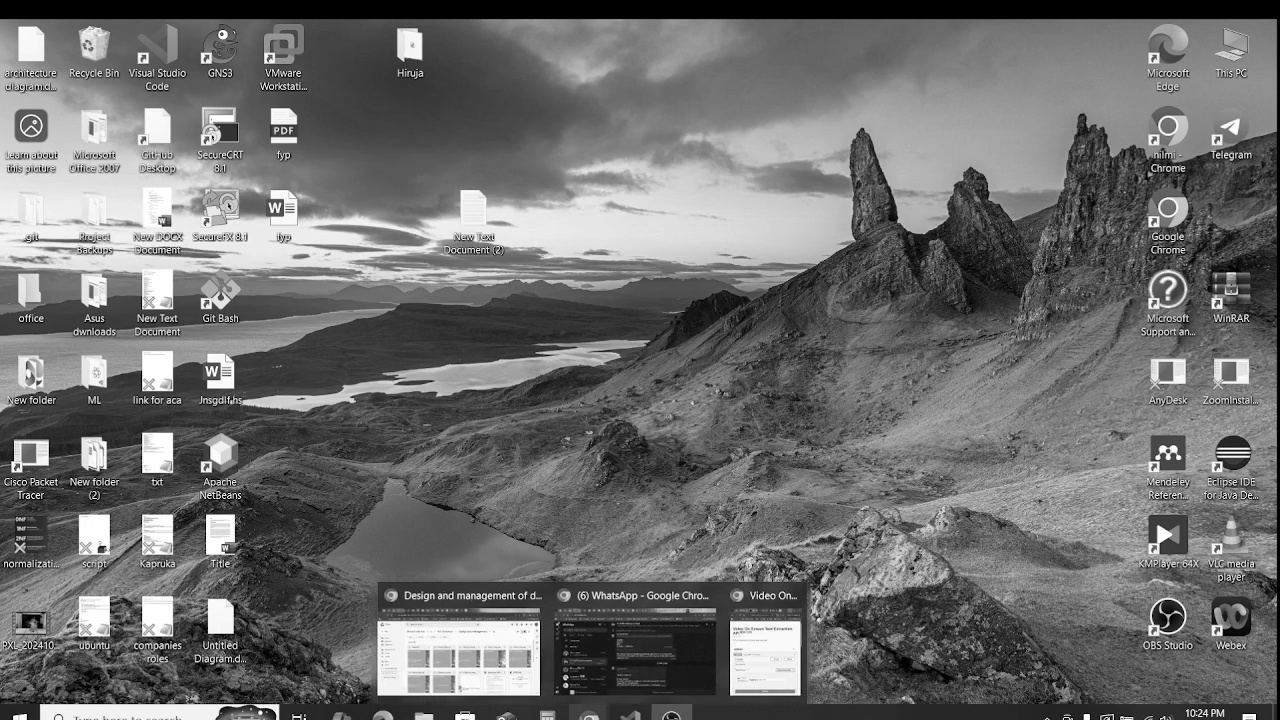 architecture
diagram.d...
Recycle Bin
Visual Studio
Code
GNS3
VMware
Workstati...
Hiruja
Microsoft
Edge
This PC
Learn about
this picture
Microsoft
Office 2007
GitHub
Desktop
SecureCRT
8.1
PDF
fyp
nilmi -
Chrome
Telegram
.git
Project
Backups
New DOCX
Document
SecureFX 8.1
fyp
New Text
Document (2)
Google
Chrome
office
Asus
dwnloads
New Text
Document
Git Bash
Microsoft
Support an...
WinRAR
New folder
ML
link for aca
AnyDesk
ZoomInstal...
Cisco Packet
Tracer
New folder
(2)
txt
Apache
NetBeans
Mendeley
Referen...
Eclipse IDE
for Java De...
normalizati...
script
Kapruka
Title
KMPlayer 64X
VLC media
player
PXL_202410...
ubuntu
companies
roles
Untitled
Diagram.d...
OBS Studio
Webex
Design and management of d...
(6) WhatsApp - Google Chro...
Video On...
Type here to search
10:24 PM